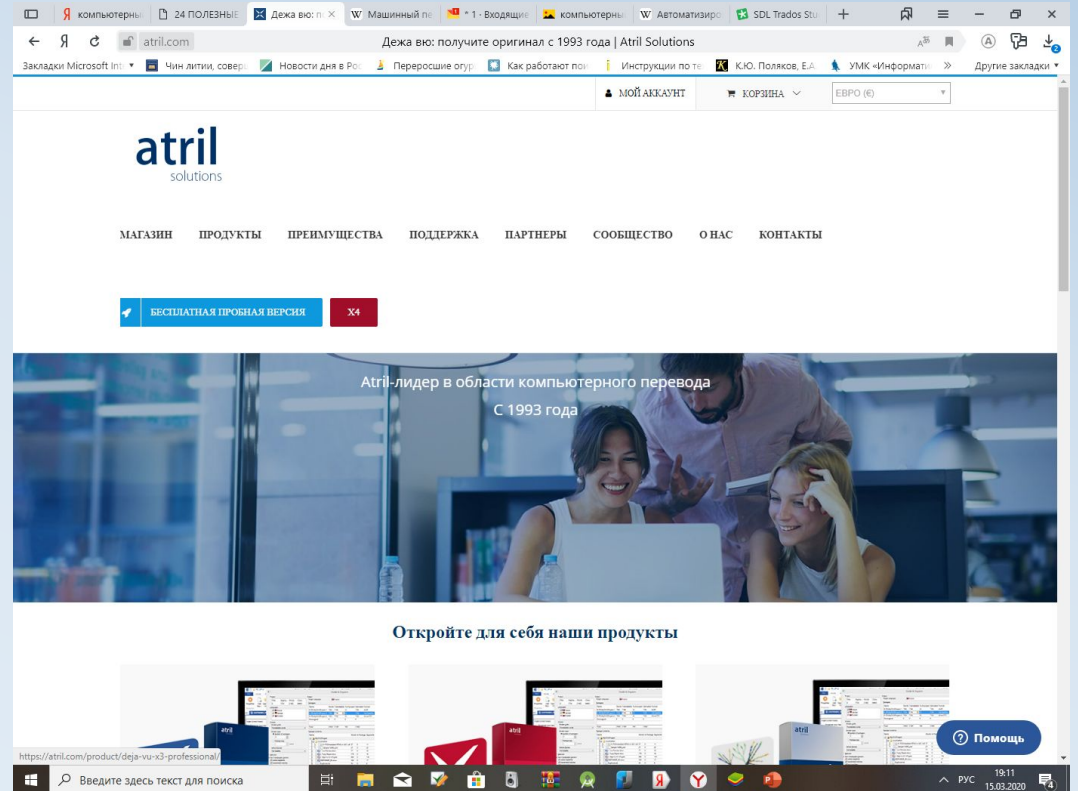 компьютерны
24 ПОЛЕЗНЫЕ
Дежа вю: п
W Машинный пе
* 1 · Входящие
компьютерны
W Автоматизиро
SDL Trados Stu
Я
atril.com
Дежа вю: получите оригинал с 1993 года | Atril Solutions
Закладки Microsoft Int
Чин литии, совер
Новости дня в Рос
Переросшие огур
Как работают пои
Инструкции по те
К.Ю. Поляков, Е.А
УМК «Информати
Другие закладки
МОЙ АККАУНТ
КОРЗИНА
ЕВРО (€)
atril
solutions
МАГАЗИН ПРОДУКТЫ ПРЕИМУЩЕСТВА ПОДДЕРЖКА ПАРТНЕРЫ СООБЩЕСТВО О НАС КОНТАКТЫ
БЕСПЛАТНАЯ ПРОБНАЯ ВЕРСИЯ
X4
Atril-лидер в области компьютерного перевода
С 1993 года
Откройте для себя наши продукты
atril
atril
atril
Помощь
https://atril.com/product/deja-vu-x3-professional/
Введите здесь текст для поиска
РУС
19:11
15.03.2020
4